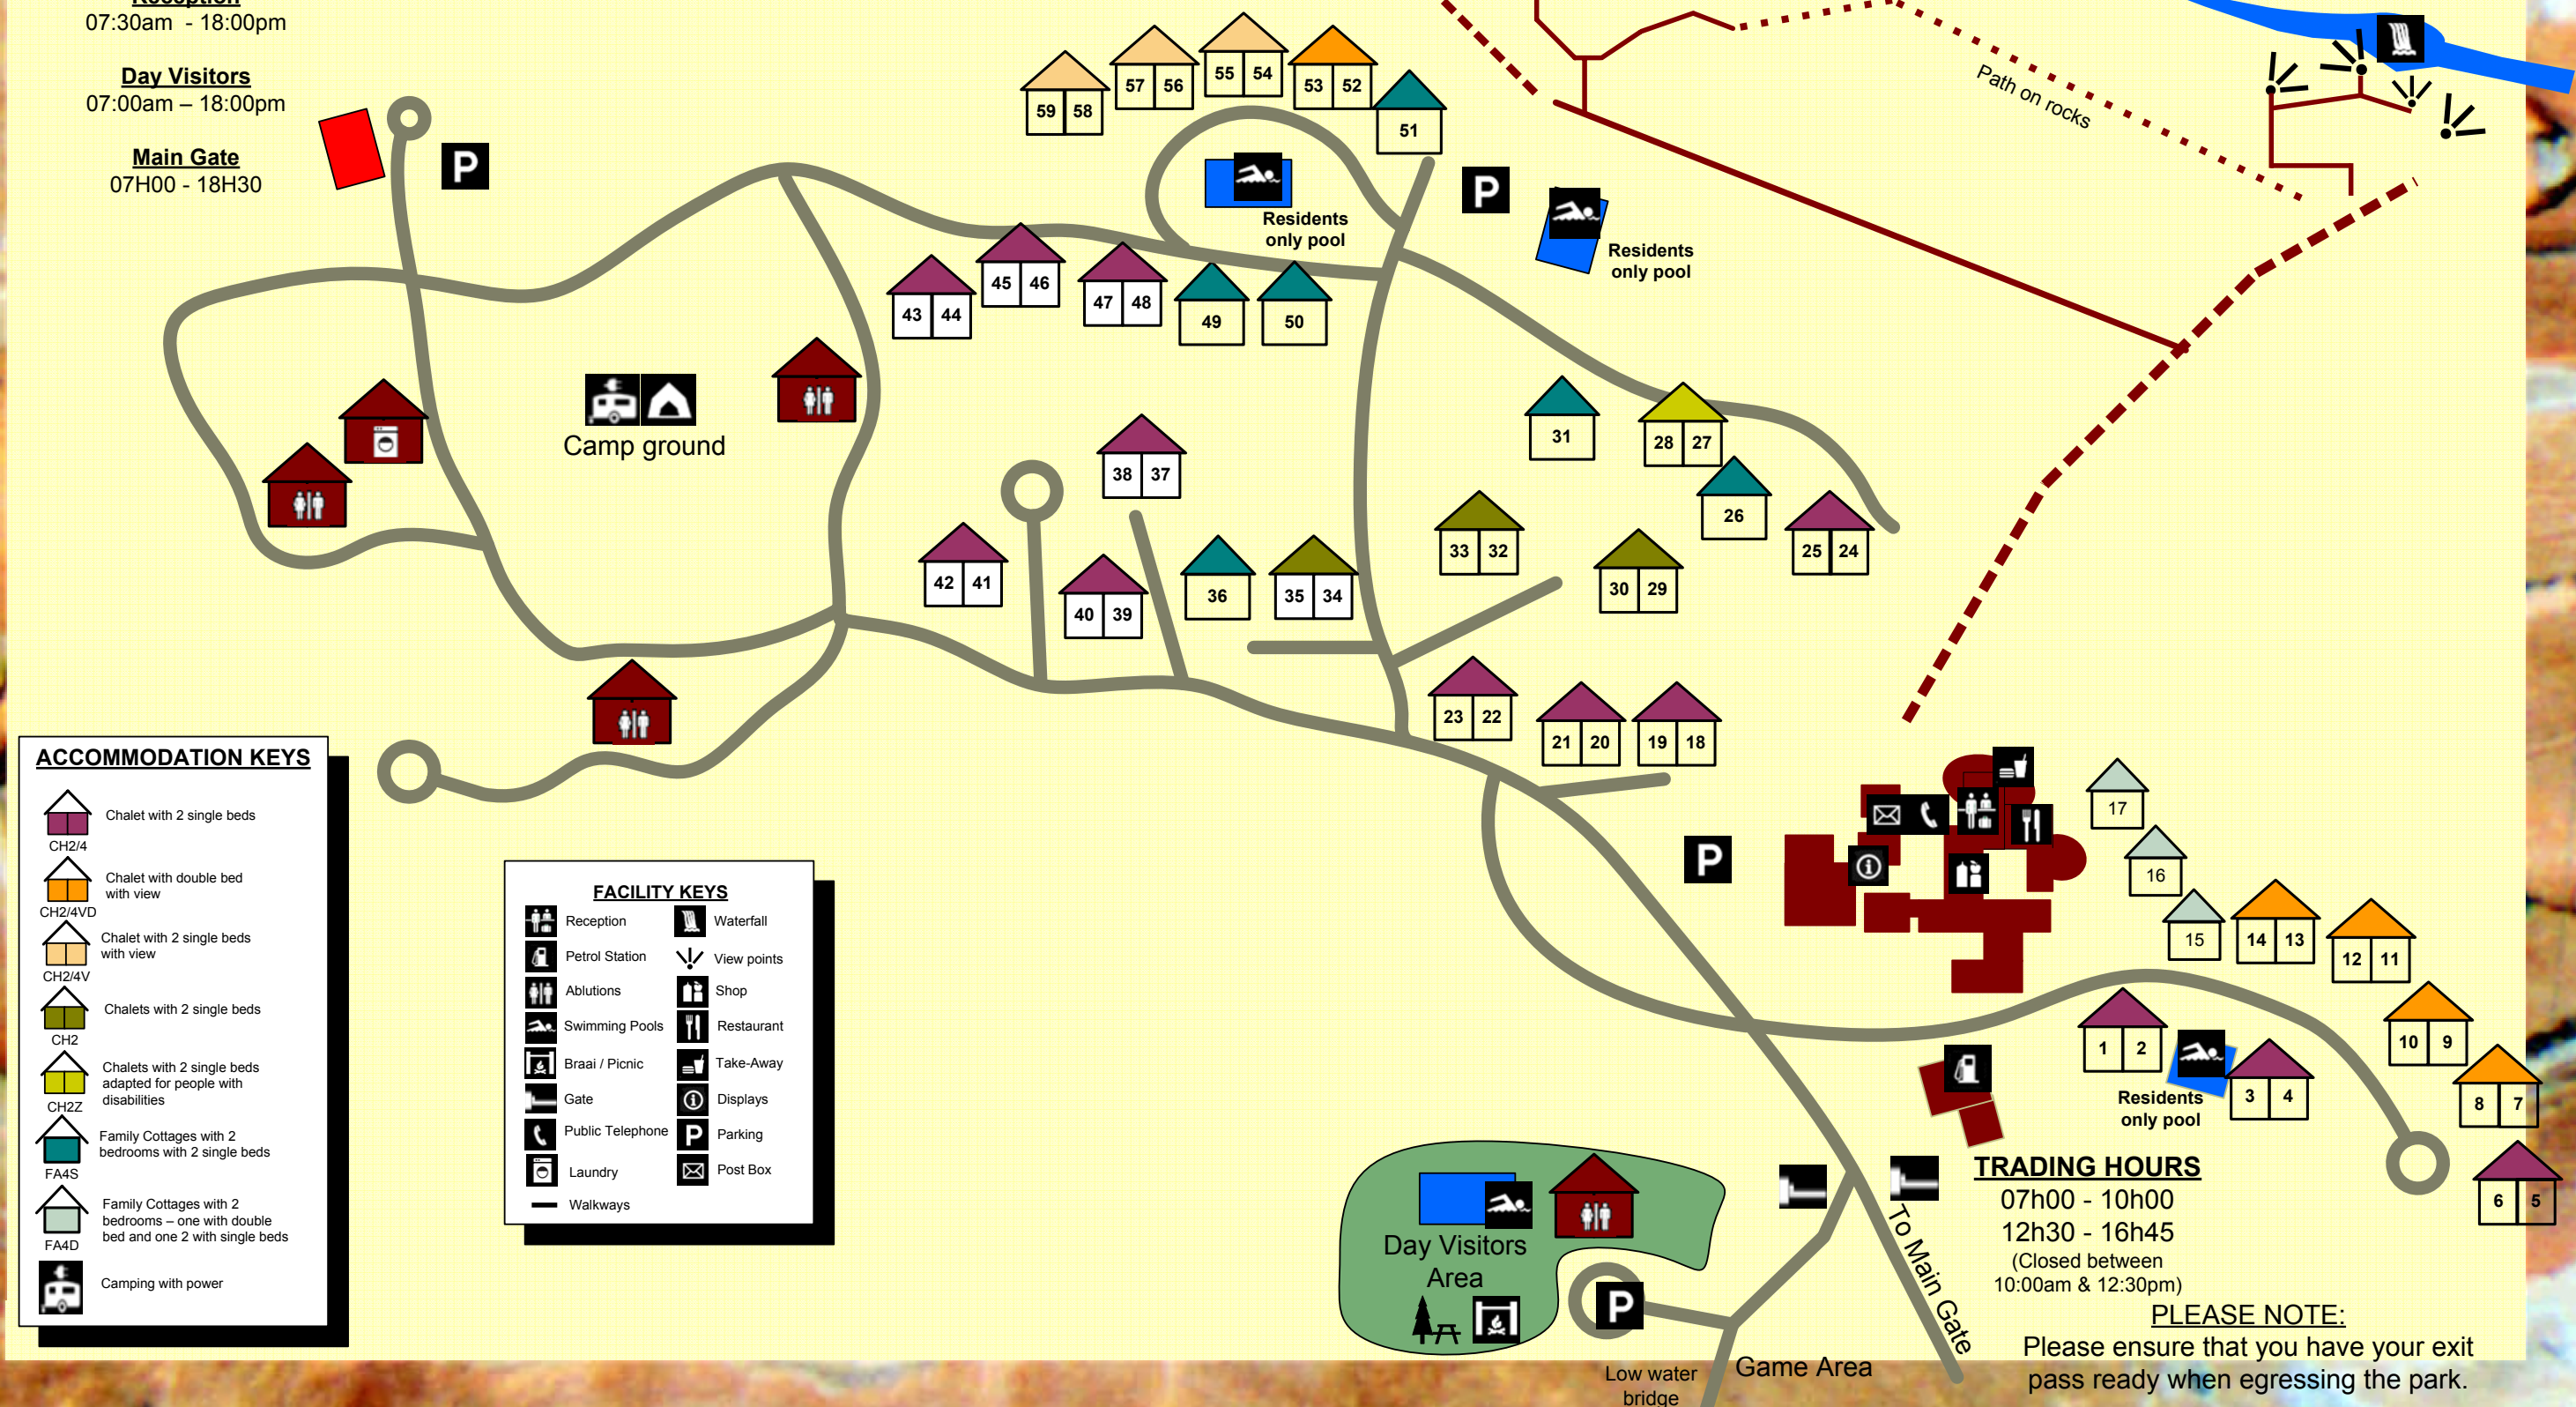 Reception
07:30am - 18:00pm
Day Visitors
07:00am – 18:00pm
Main Gate
07H00 - 18H30
P
59 58
57 56
55 54
53 52
51
Residents
only pool
P
Residents
only pool
Path on rocks
43 44
45 46
47 48
49
50
Camp ground
38 37
42 41
40 39
36
35 34
31
28 27
26
25 24
33 32
30 29
23 22
21 20
19 18
P
17
16
15
14 13
12 11
10 9
8 7
6 5
1 2
3 4
Residents
only pool
ACCOMMODATION KEYS
Chalet with 2 single beds
CH2/4
Chalet with double bed
with view
CH2/4VD
Chalet with 2 single beds
with view
CH2/4V
Chalets with 2 single beds
CH2
Chalets with 2 single beds
adapted for people with
disabilities
CH2Z
Family Cottages with 2
bedrooms with 2 single beds
FA4S
Family Cottages with 2
bedrooms – one with double
bed and one 2 with single beds
FA4D
Camping with power
FACILITY KEYS
Reception
Waterfall
Petrol Station
View points
Ablutions
Shop
Swimming Pools
Restaurant
Braai / Picnic
Take-Away
Gate
Displays
Public Telephone
P Parking
Laundry
Post Box
Walkways
Day Visitors
Area
P
Low water
bridge
Game Area
To Main Gate
TRADING HOURS
07h00 - 10h00
12h30 - 16h45
(Closed between
10:00am & 12:30pm)
PLEASE NOTE:
Please ensure that you have your exit
pass ready when egressing the park.